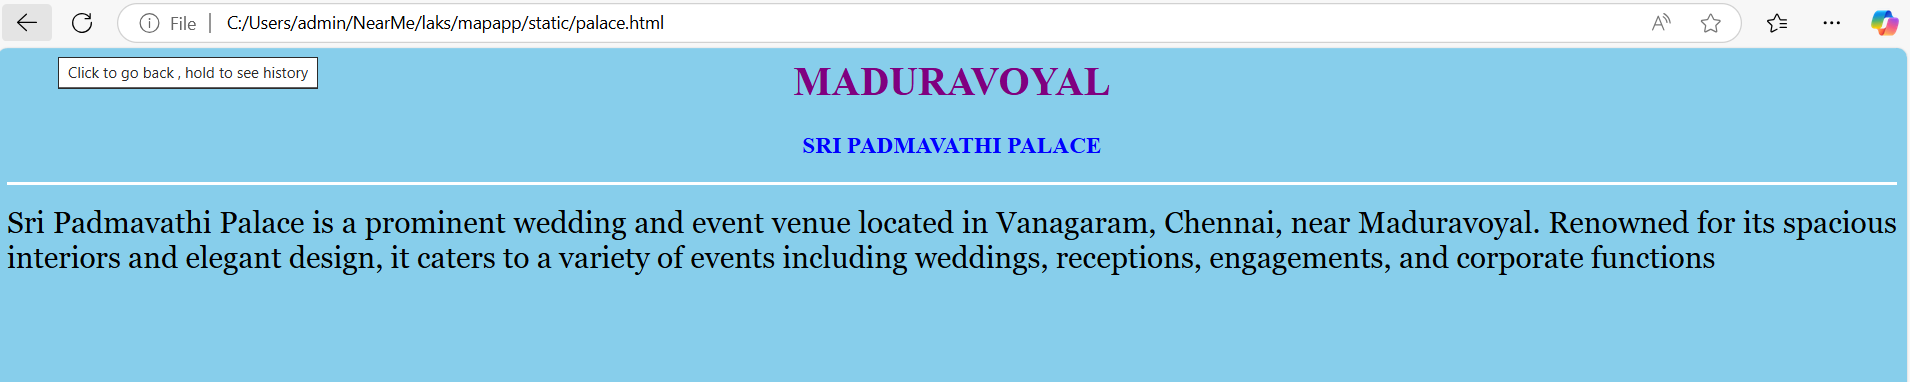 File | C:/Users/admin/NearMe/laks/mapapp/static/palace.html
Click to go back , hold to see history
MADURAVOYAL
SRI PADMAVATHI PALACE
Sri Padmavathi Palace is a prominent wedding and event venue located in Vanagaram, Chennai, near Maduravoyal. Renowned for its spacious
interiors and elegant design, it caters to a variety of events including weddings, receptions, engagements, and corporate functions